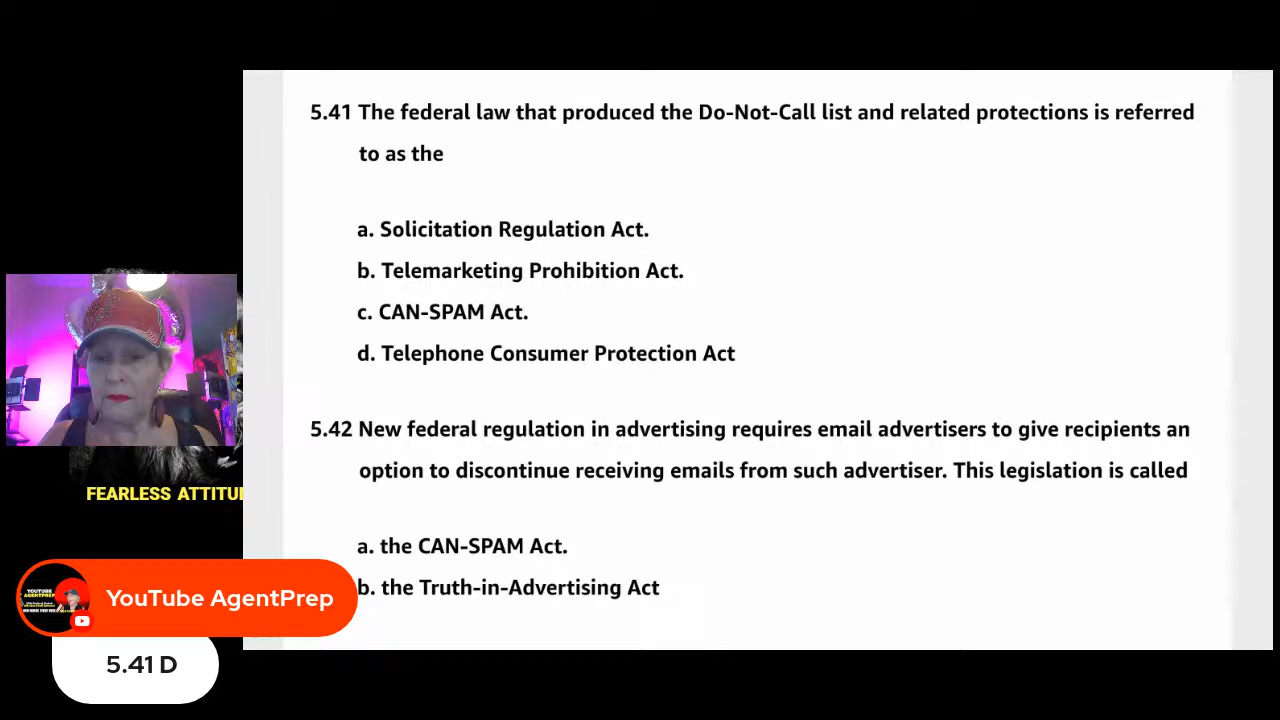 5.41 The federal law that produced the Do-Not-Call list and related protections is referred
to as the
a. Solicitation Regulation Act.
b. Telemarketing Prohibition Act.
c. CAN-SPAM Act.
d. Telephone Consumer Protection Act
5.42 New federal regulation in advertising requires email advertisers to give recipients an
option to discontinue receiving emails from such advertiser. This legislation is called
a. the CAN-SPAM Act.
b. the Truth-in-Advertising Act
FEARLESS ATTITU
YouTube AgentPrep
5.41 D